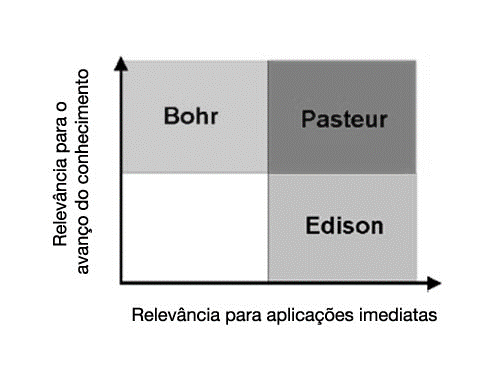 Relevância para o
avanço do conhecimento
Bohr
Pasteur
Edison
Relevância para aplicações imediatas